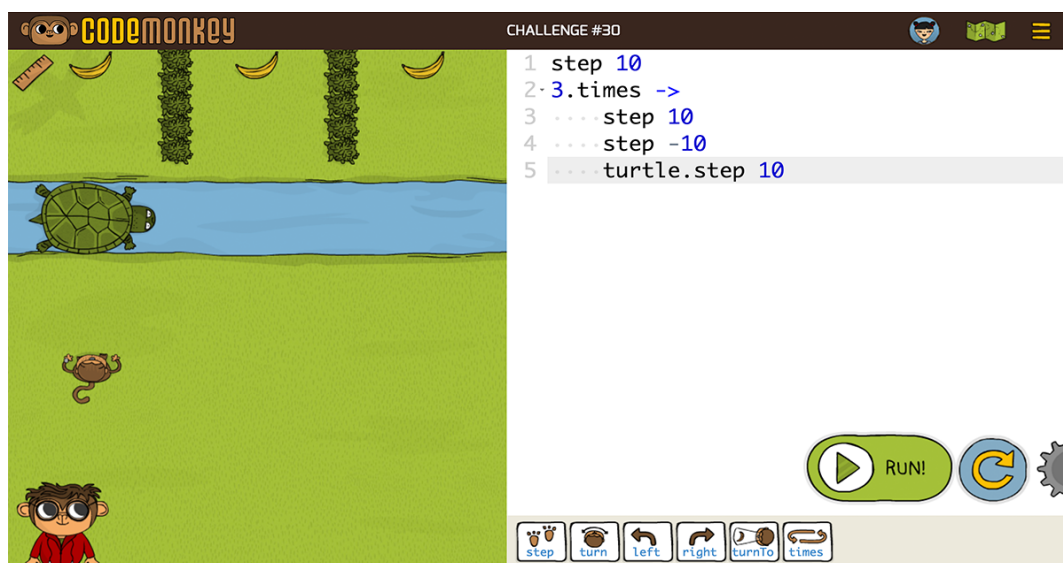 CODEMONKEY
CHALLENGE #30
1 step 10
2 3.times ->
3 ····step 10
4 ····step -10
5 ····turtle.step 10
RUN!
step turn left right turnTo times